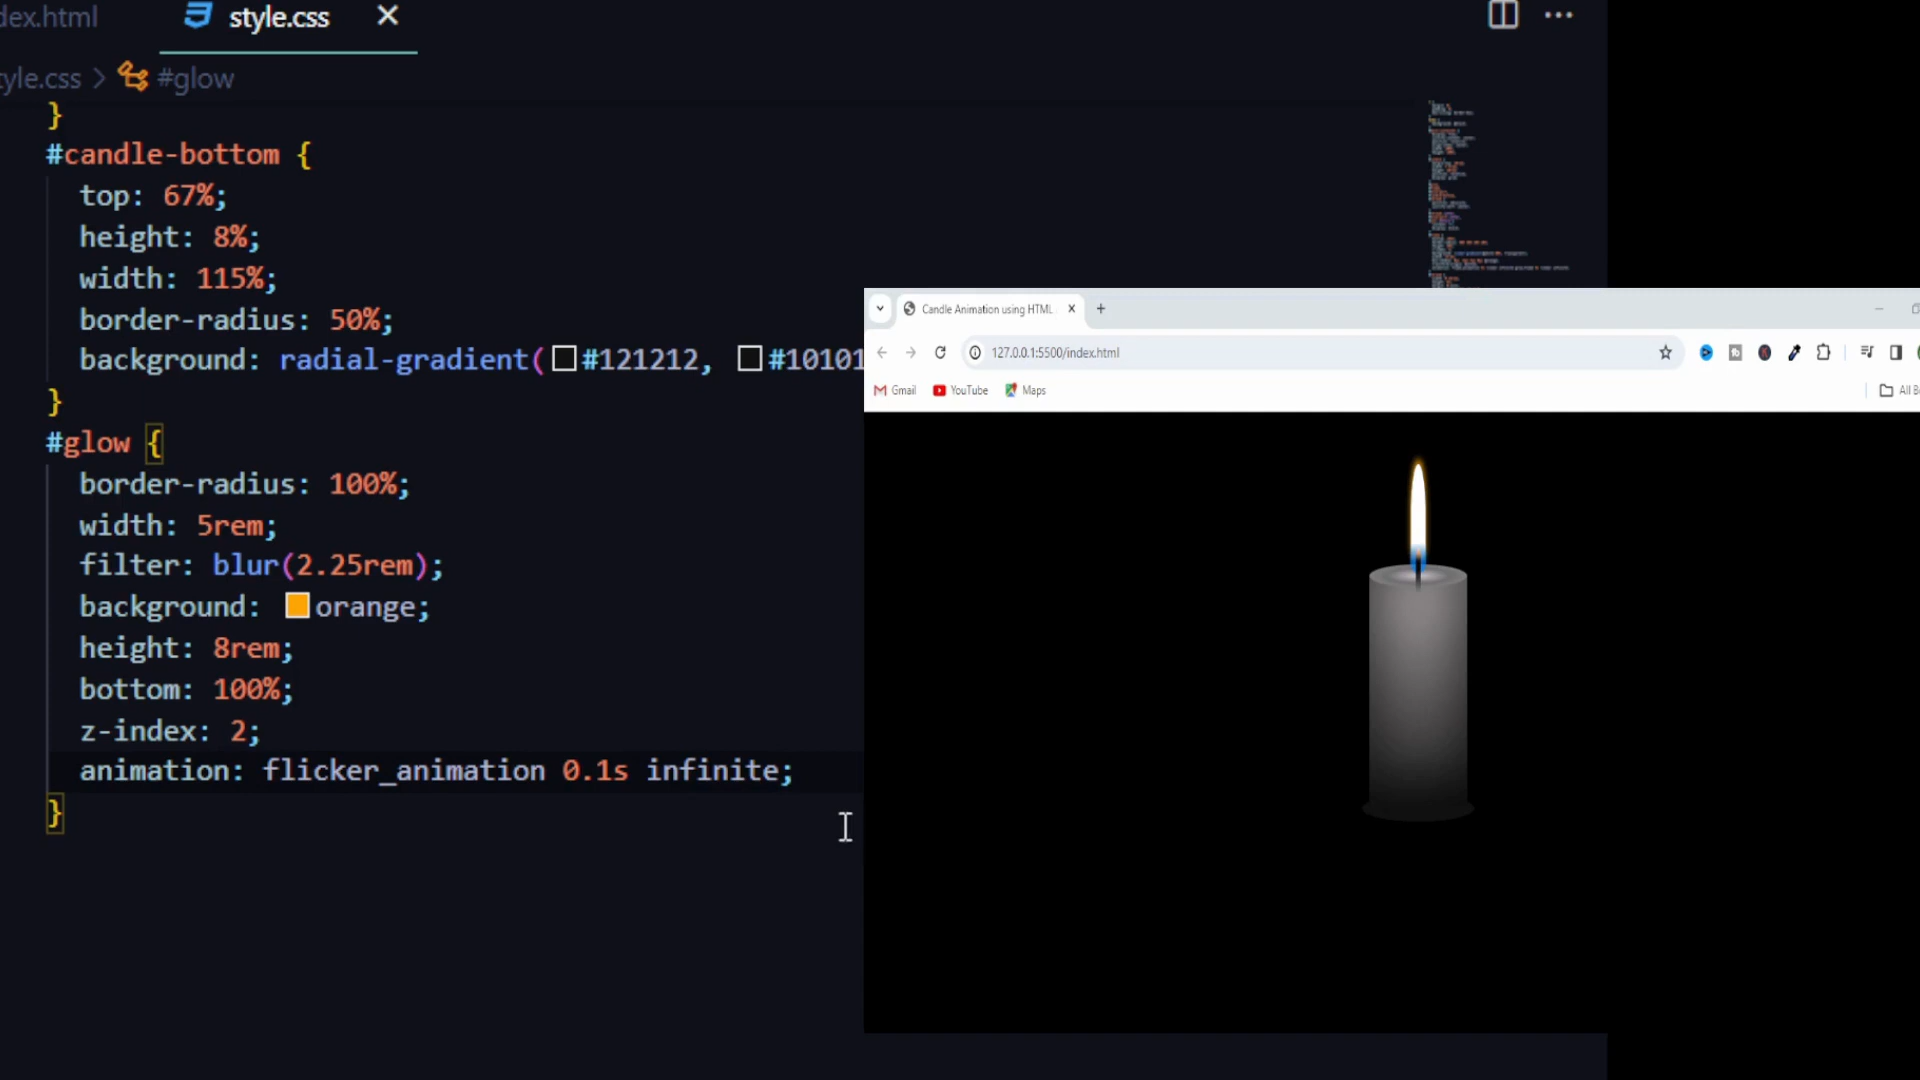 dex.html
style.css
tyle.css > #glow
}
#candle-bottom {
top: 67%;
height: 8%;
width: 115%;
border-radius: 50%;
background: radial-gradient(#121212, #10101
}
#glow {
border-radius: 100%;
width: 5rem;
filter: blur(2.25rem);
background: orange;
height: 8rem;
bottom: 100%;
z-index: 2;
animation: flicker_animation 0.1s infinite;
}
Candle Animation using HTML
127.0.0.1:5500/index.html
Gmail YouTube Maps All B